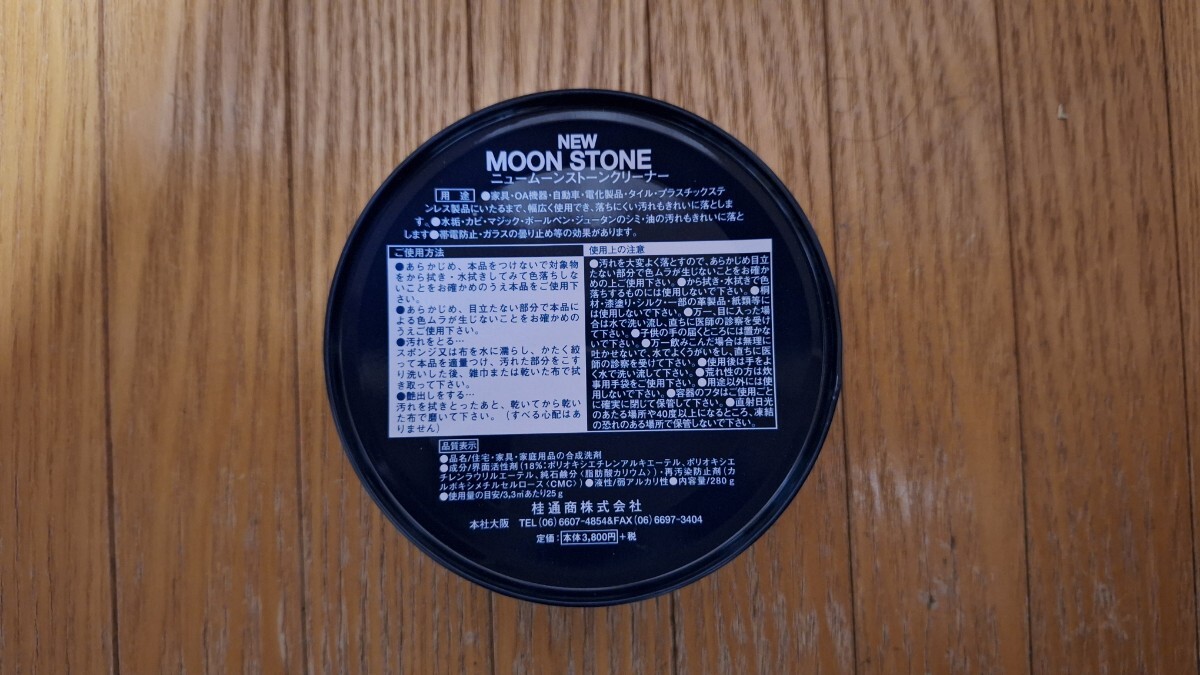 NEW
MOON STONE
ニュームーンストーンクリーナー
用途 ●家具・OA機器・自動車・電化製品・タイル・プラスチックステ
ンレス製品にいたるまで、幅広く使用でき、落ちにくい汚れもきれいに落としま
す。●水垢・カビ・マジック・ボールペン・ジュータンのシミ・油の汚れもきれいに落と
します●帯電防止・ガラスの曇り止め等の効果があります。
ご使用方法
●あらかじめ、本品をつけないで対象物
をから拭き・水拭きしてみて色落ちしな
いことをお確かめのうえ本品をご使用下
さい。
●あらかじめ、目立たない部分で本品に
よる色ムラが生じないことをお確かめの
うえご使用下さい。
●汚れをとる…
スポンジ又は布を水に濡らし、かたく絞
って本品を適量つけ、汚れた部分をこす
り洗いした後、雑巾または乾いた布で拭
き取って下さい。
●艶出しをする…
汚れを拭きとったあと、乾いてから乾い
た布で磨いて下さい。(すべる心配はあ
りません)
使用上の注意
●汚れを大変よく落とすので、あらかじめ目立
たない部分で色ムラが生じないことをお確か
めの上ご使用下さい。●から拭き・水拭きで色
落ちするものには使用しないで下さい。●桐
材・漆塗り・シルク・一部の革製品・紙類等に
は使用しないで下さい。●万一、目に入った場
合は水で洗い流し、直ちに医師の診察を受け
て下さい。●子供の手の届くところには置かな
いで下さい。●万一飲みこんだ場合は無理に
吐かせないで、水でよくうがいをし、直ちに医
師の診察を受けて下さい。●使用後は手をよ
く水で洗い流して下さい。●荒れ性の方は炊
事用手袋をご使用下さい。●用途以外には使
用しないで下さい。●容器のフタはご使用ごと
に確実に閉じて保管して下さい。●直射日光
のあたる場所や40度以上になるところ、凍結
の恐れのある場所で保管しないで下さい。
品質表示
●品名/住宅・家具・家庭用品の合成洗剤
●成分/界面活性剤(18%:ポリオキシエチレンアルキエーテル、ポリオキシエ
チレンラウリルエーテル、純石鹸分〈脂肪酸カリウム〉)・再汚染防止剤(カ
ルボキシメチルセルロース〈CMC〉)●液性/弱アルカリ性●内容量/280g
●使用量の目安/3,3㎡あたり25g
桂通商株式会社
本社大阪 TEL(06)6607-4854&FAX(06)6697-3404
定価:本体3,800円+税